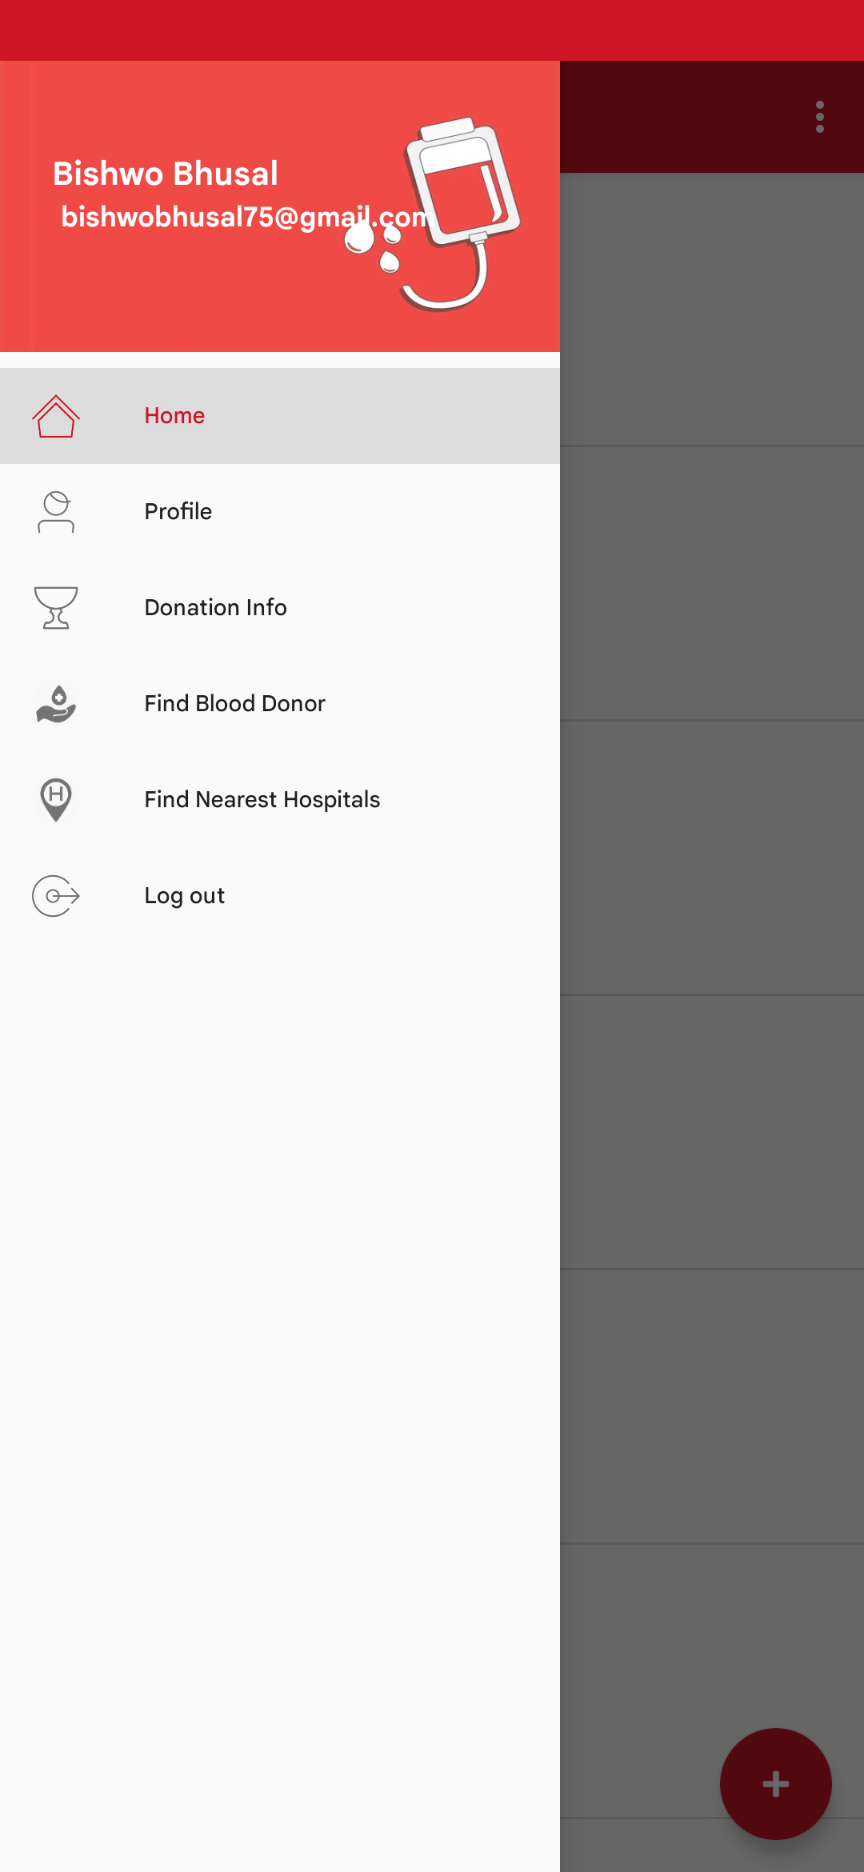 Bishwo Bhusal
bishwobhusal75@gmail.com
Home
Profile
Donation Info
Find Blood Donor
H
Find Nearest Hospitals
Log out